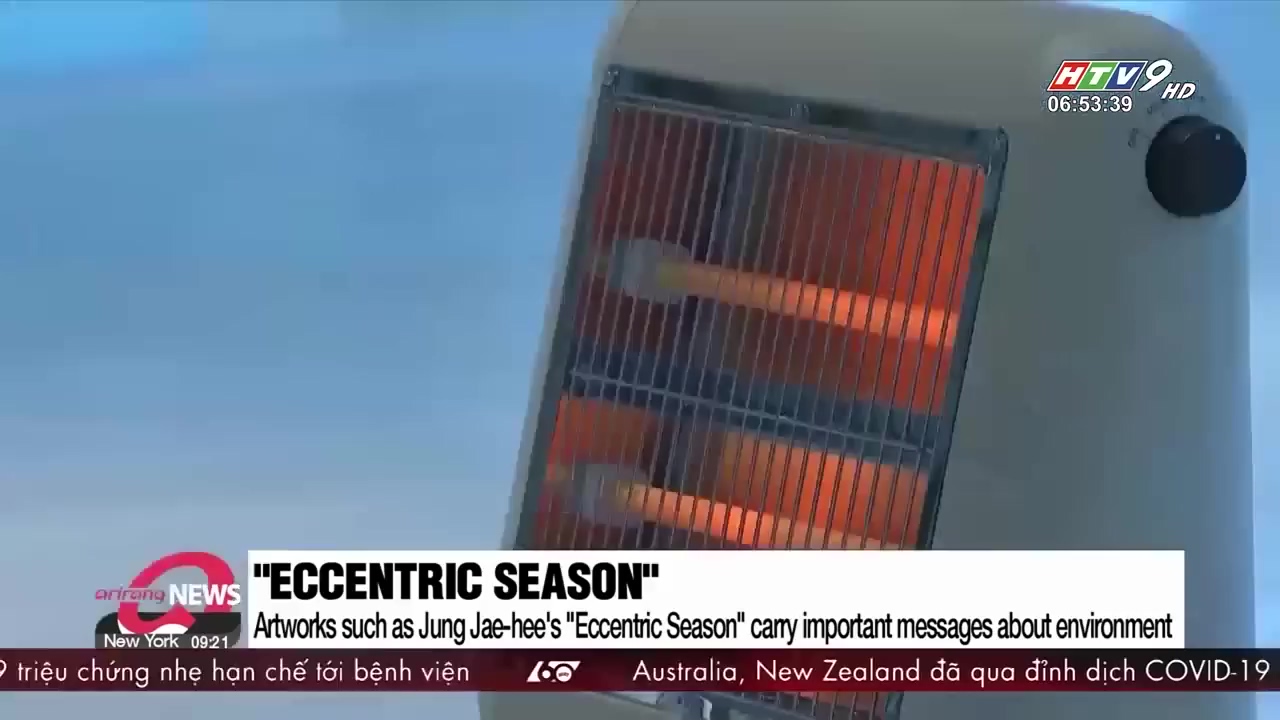 HTV9 HD
06:53:39
"ECCENTRIC SEASON"
arirang NEWS
Artworks such as Jung Jae-hee's "Eccentric Season" carry important messages about environment
New York 09:21
9 triệu chứng nhẹ hạn chế tới bệnh viện
60 giây
Australia, New Zealand đã qua đỉnh dịch COVID-19